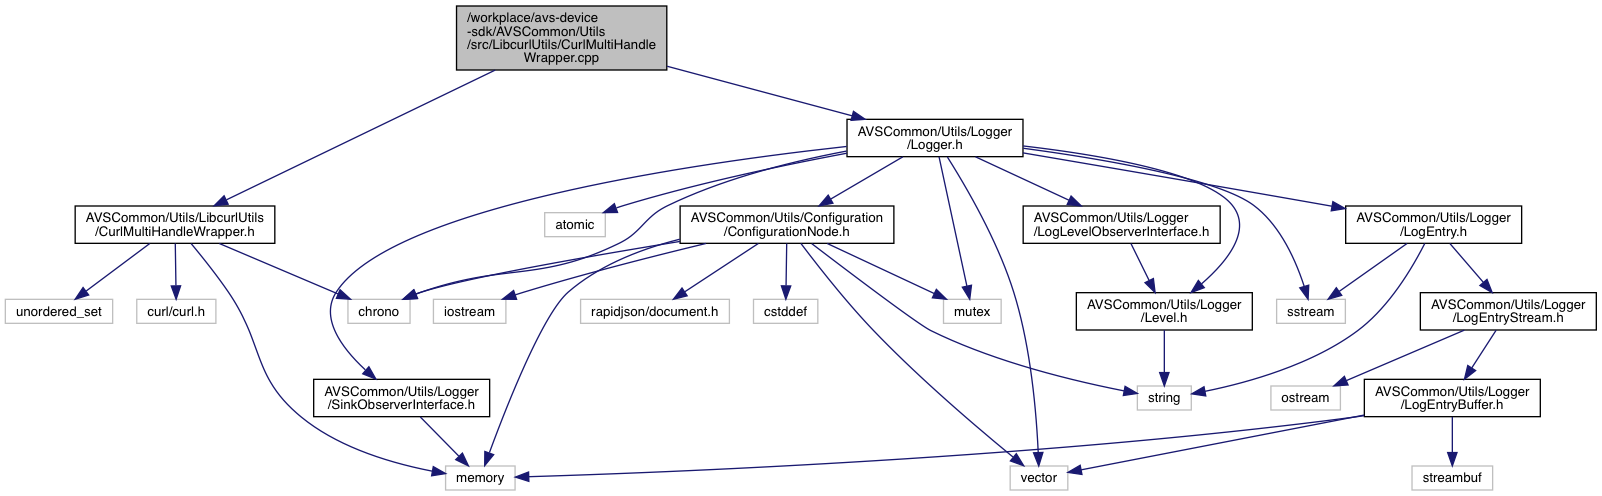 /workplace/avs-device
-sdk/AVSCommon/Utils
/src/LibcurlUtils/CurlMultiHandle
Wrapper.cpp
AVSCommon/Utils/Logger
/Logger.h
AVSCommon/Utils/LibcurlUtils
/CurlMultiHandleWrapper.h
atomic
AVSCommon/Utils/Configuration
/ConfigurationNode.h
AVSCommon/Utils/Logger
/LogLevelObserverInterface.h
AVSCommon/Utils/Logger
/LogEntry.h
unordered_set
curl/curl.h
chrono
iostream
rapidjson/document.h
cstddef
mutex
AVSCommon/Utils/Logger
/Level.h
sstream
AVSCommon/Utils/Logger
/LogEntryStream.h
AVSCommon/Utils/Logger
/SinkObserverInterface.h
string
ostream
AVSCommon/Utils/Logger
/LogEntryBuffer.h
memory
vector
streambuf